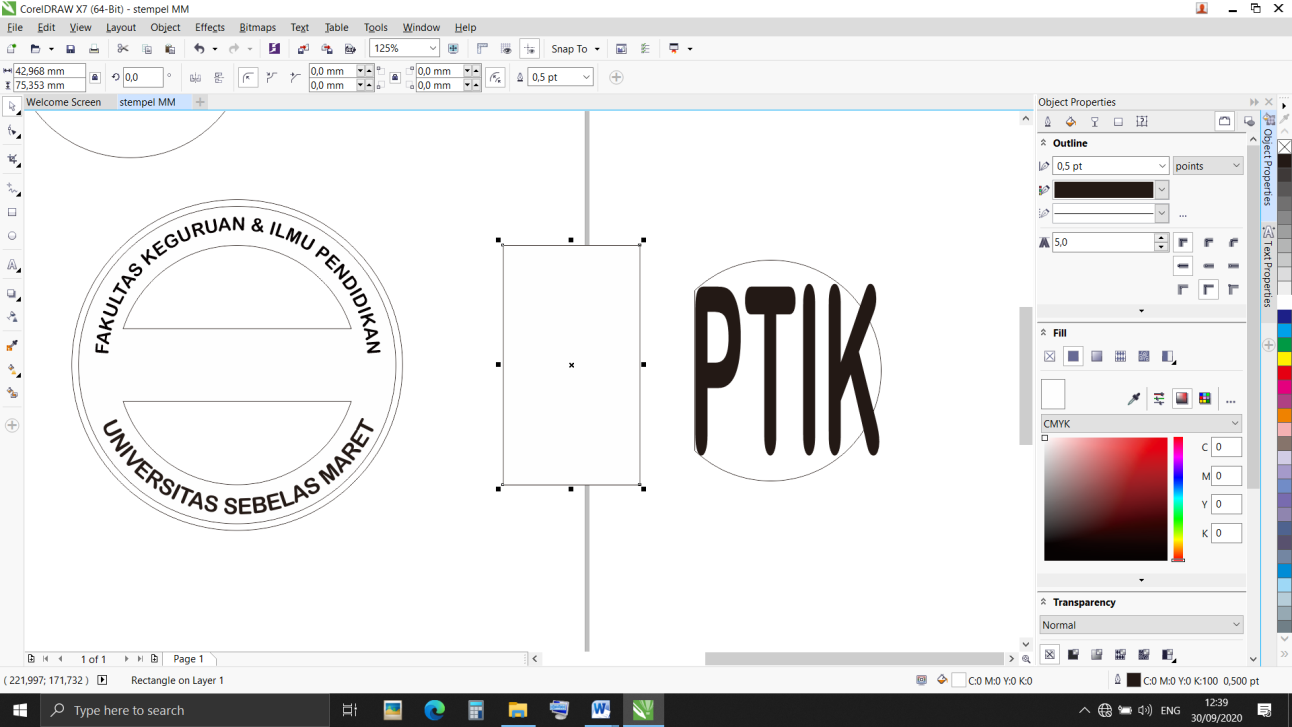 CorelDRAW X7 (64-Bit) - stempel MM
File Edit View Layout Object Effects Bitmaps Text Table Tools Window Help
125% Snap To
42,968 mm
75,353 mm
0,0 °
0,0 mm 0,0 mm
0,0 mm 0,0 mm
0,5 pt
Welcome Screen stempel MM
FAKULTAS KEGURUAN & ILMU PENDIDIKAN
UNIVERSITAS SEBELAS MARET
PTIK
Object Properties
Outline
0,5 pt points
...
5,0
Fill
...
CMYK
C 0
M 0
Y 0
K 0
Transparency
Normal
Object Properties
Text Properties
1 of 1 Page 1
( 221,997; 171,732 ) Rectangle on Layer 1 C:0 M:0 Y:0 K:0 C:0 M:0 Y:0 K:100 0,500 pt
Type here to search
ENG
12:39
30/09/2020